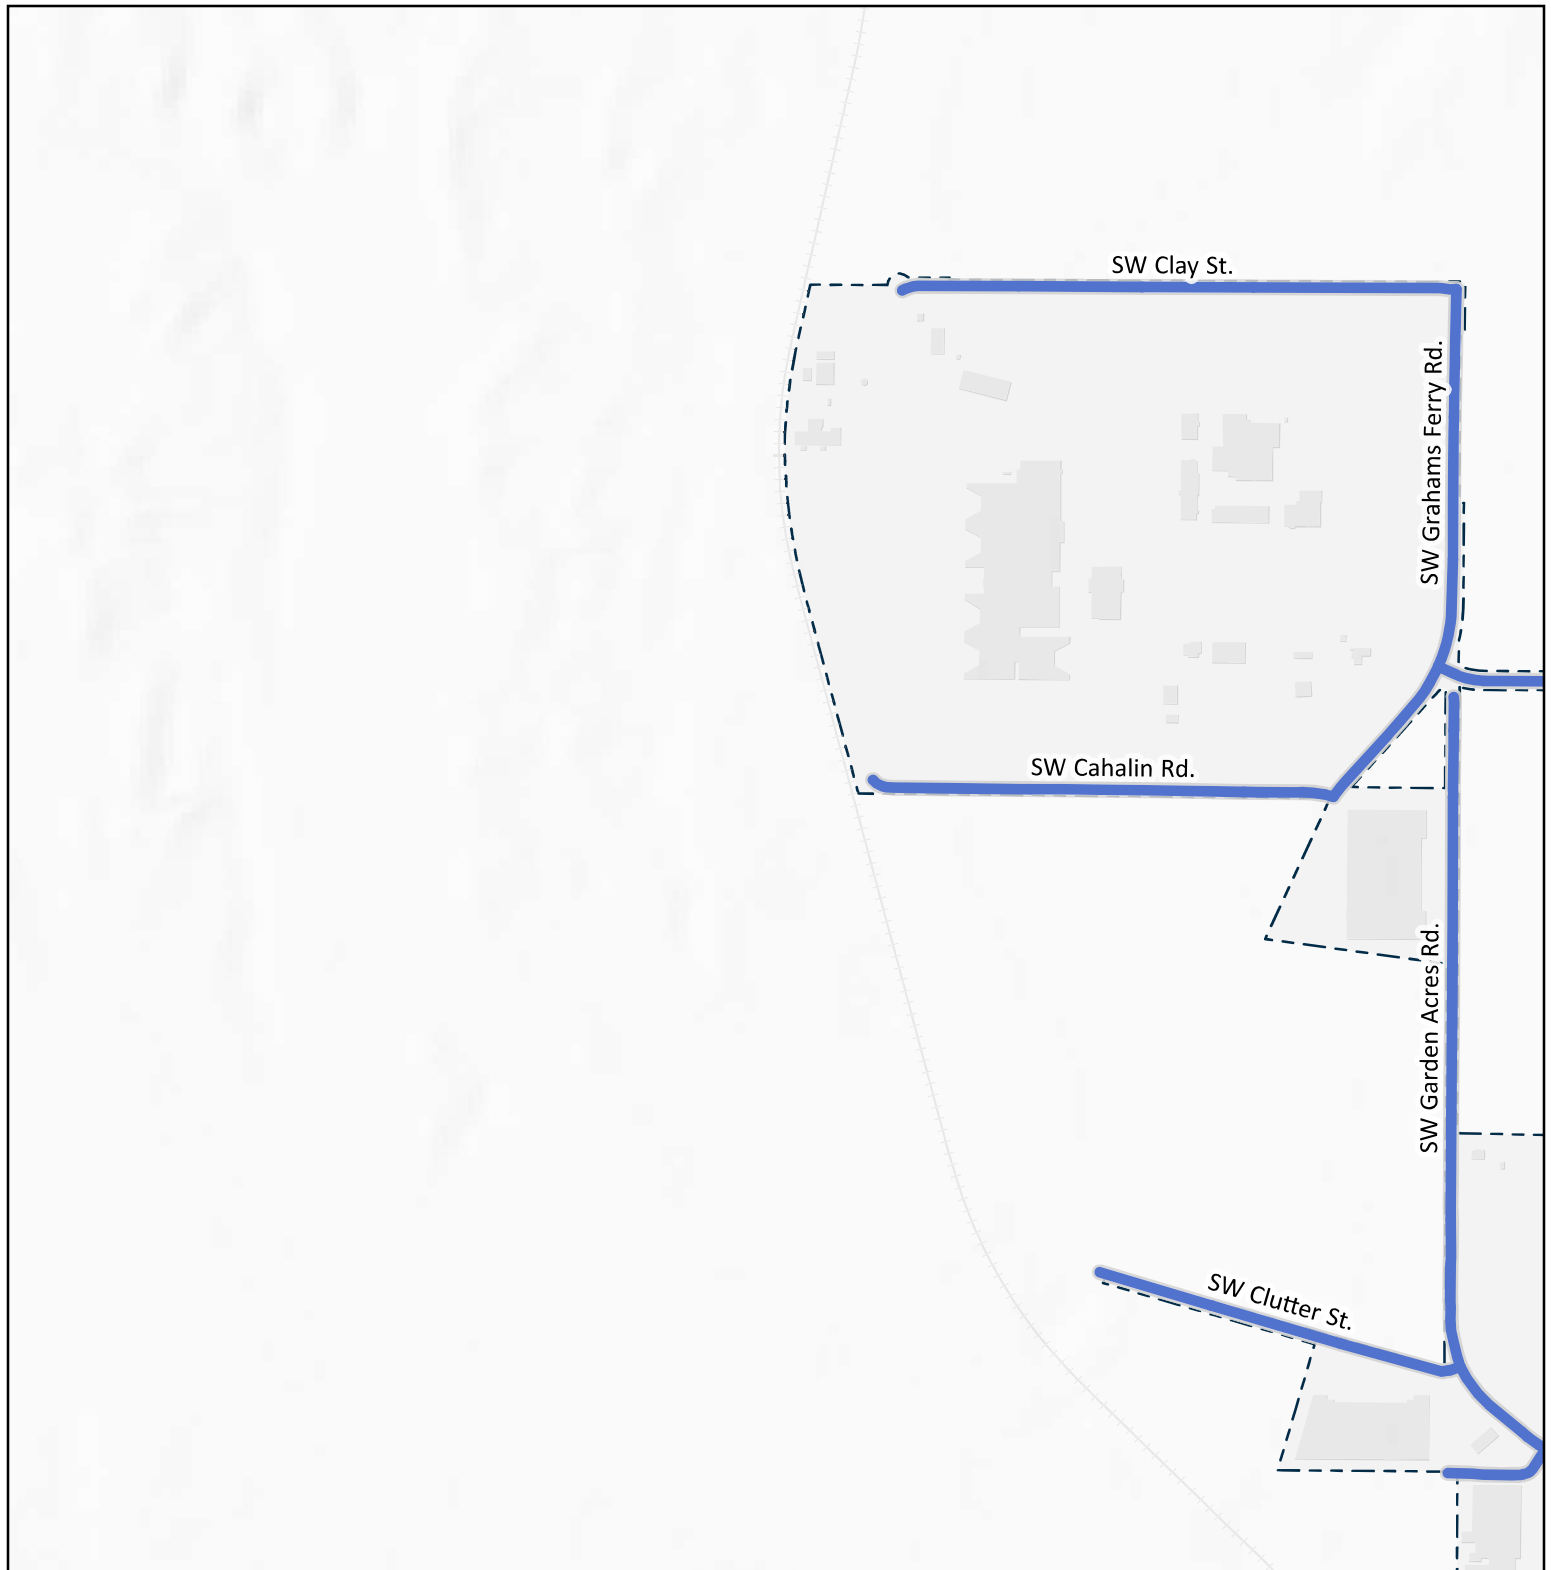 SW Clay St.
SW Grahams Ferry Rd.
SW Cahalin Rd.
SW Garden Acres Rd.
SW Clutter St.